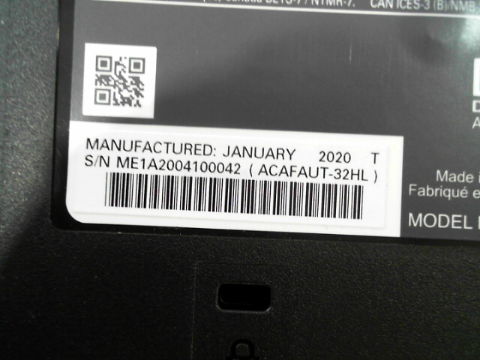 CAN ICES-3 (B)/NMB
MANUFACTURED: JANUARY 2020 T
S/N ME1A2004100042 ( ACAFAUT-32HL )
Made i
Fabriqué e
MODEL